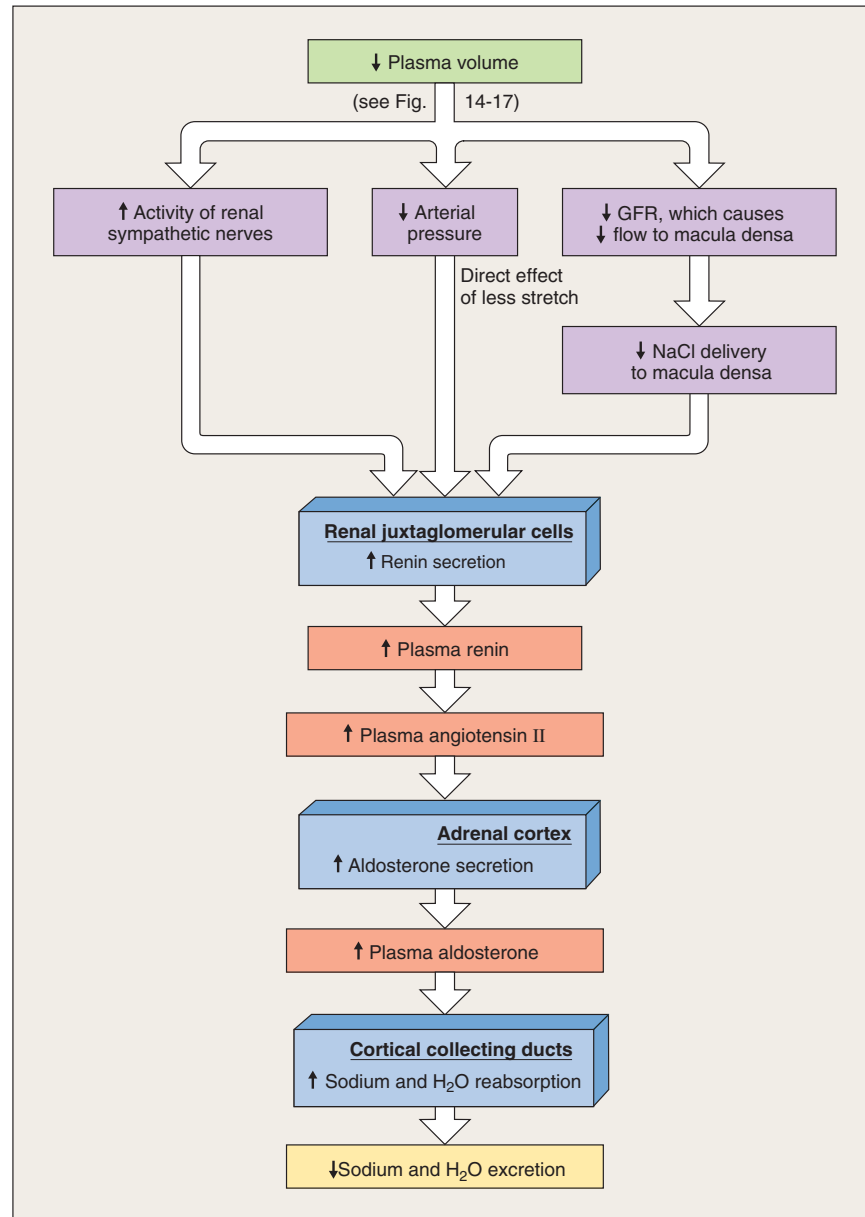 ↓ Plasma volume
(see Fig. 14-17)
↑ Activity of renal
sympathetic nerves
↓ Arterial
pressure
↓ GFR, which causes
↓ flow to macula densa
Direct effect
of less stretch
↓ NaCl delivery
to macula densa
Renal juxtaglomerular cells
↑ Renin secretion
↑ Plasma renin
↑ Plasma angiotensin II
Adrenal cortex
↑ Aldosterone secretion
↑ Plasma aldosterone
Cortical collecting ducts
↑ Sodium and H₂O reabsorption
↓Sodium and H₂O excretion